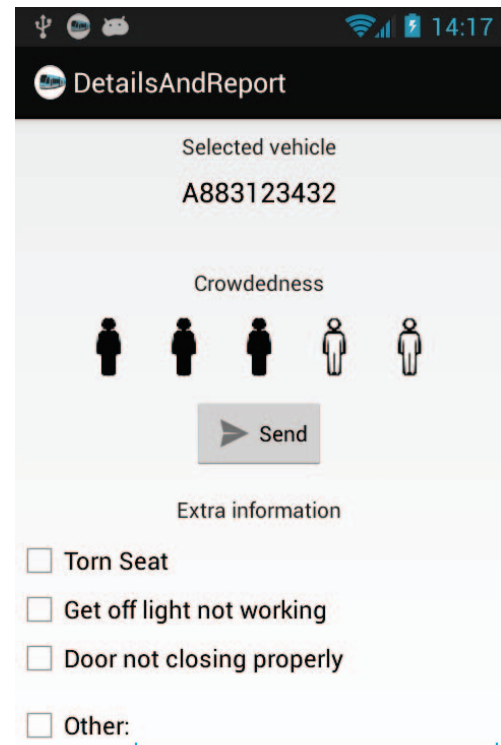 14:17
DetailsAndReport
Selected vehicle
A883123432
Crowdedness
Send
Extra information
Torn Seat
Get off light not working
Door not closing properly
Other: